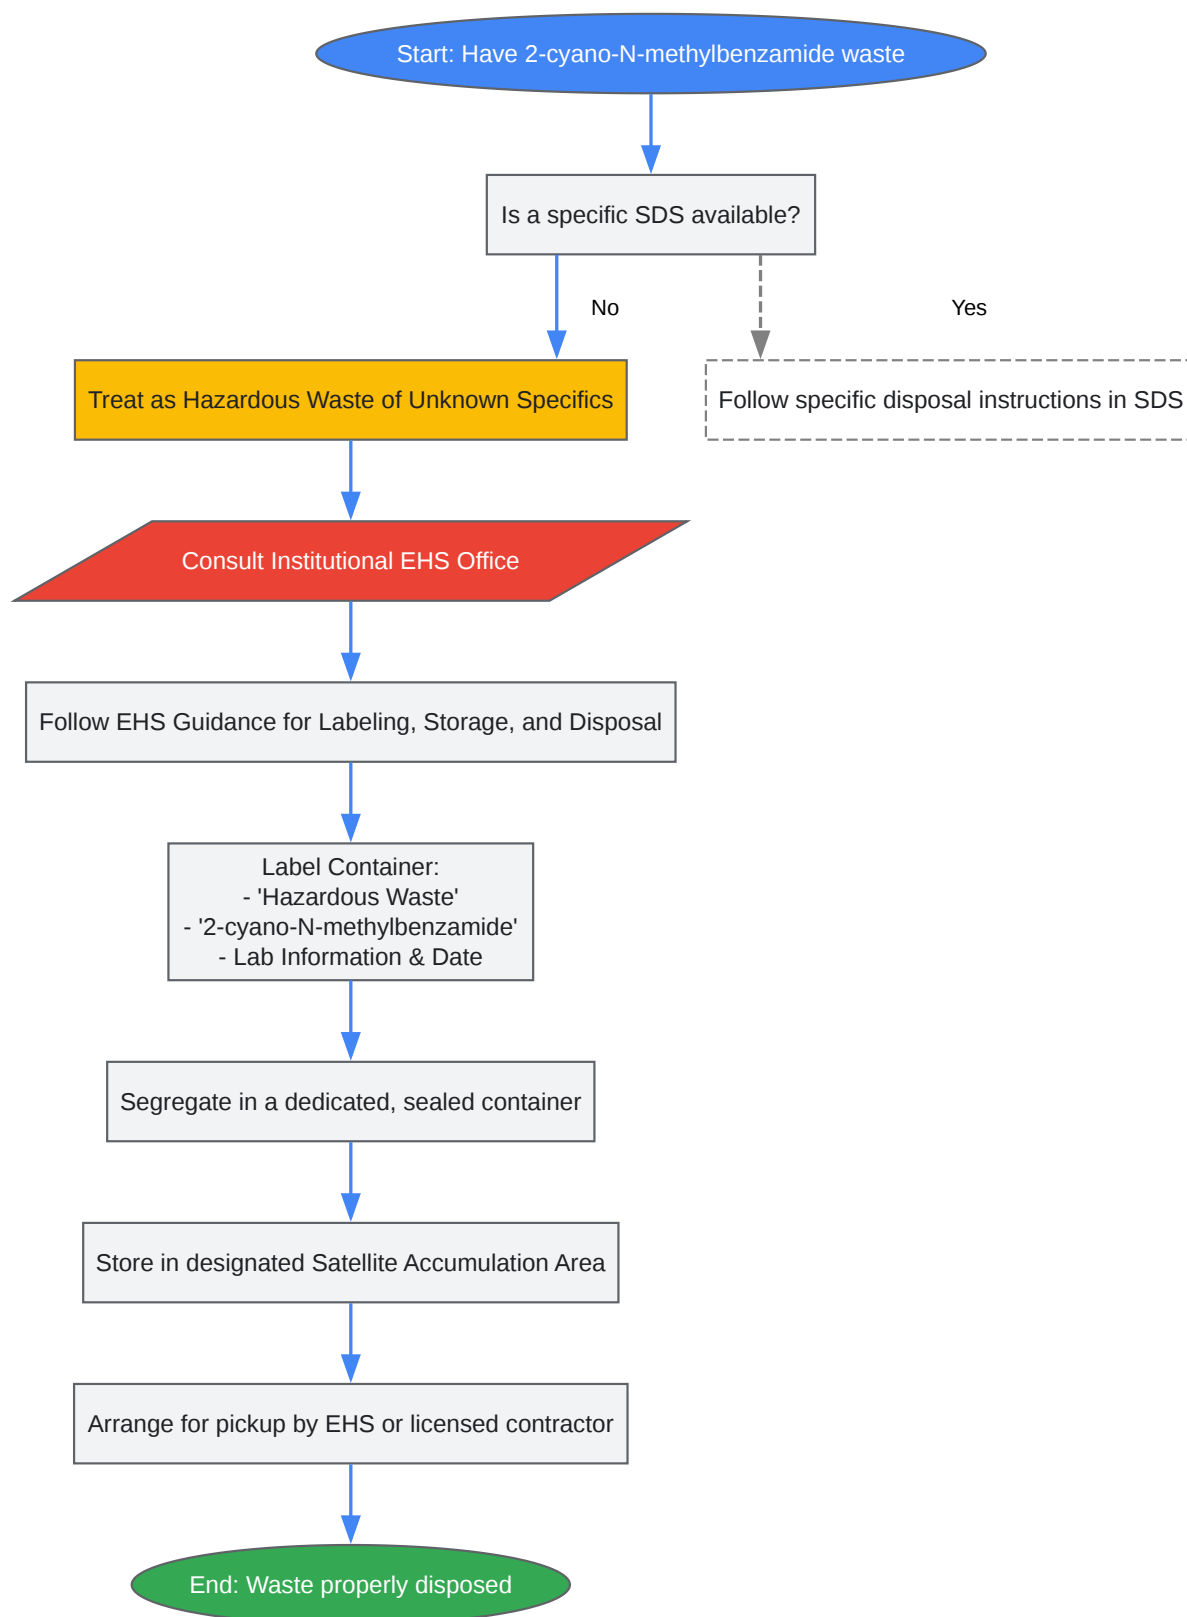 Start: Have 2-cyano-N-methylbenzamide waste
Is a specific SDS available?
No
Yes
Treat as Hazardous Waste of Unknown Specifics
Follow specific disposal instructions in SDS
Consult Institutional EHS Office
Follow EHS Guidance for Labeling, Storage, and Disposal
Label Container:
- 'Hazardous Waste'
- '2-cyano-N-methylbenzamide'
- Lab Information & Date
Segregate in a dedicated, sealed container
Store in designated Satellite Accumulation Area
Arrange for pickup by EHS or licensed contractor
End: Waste properly disposed